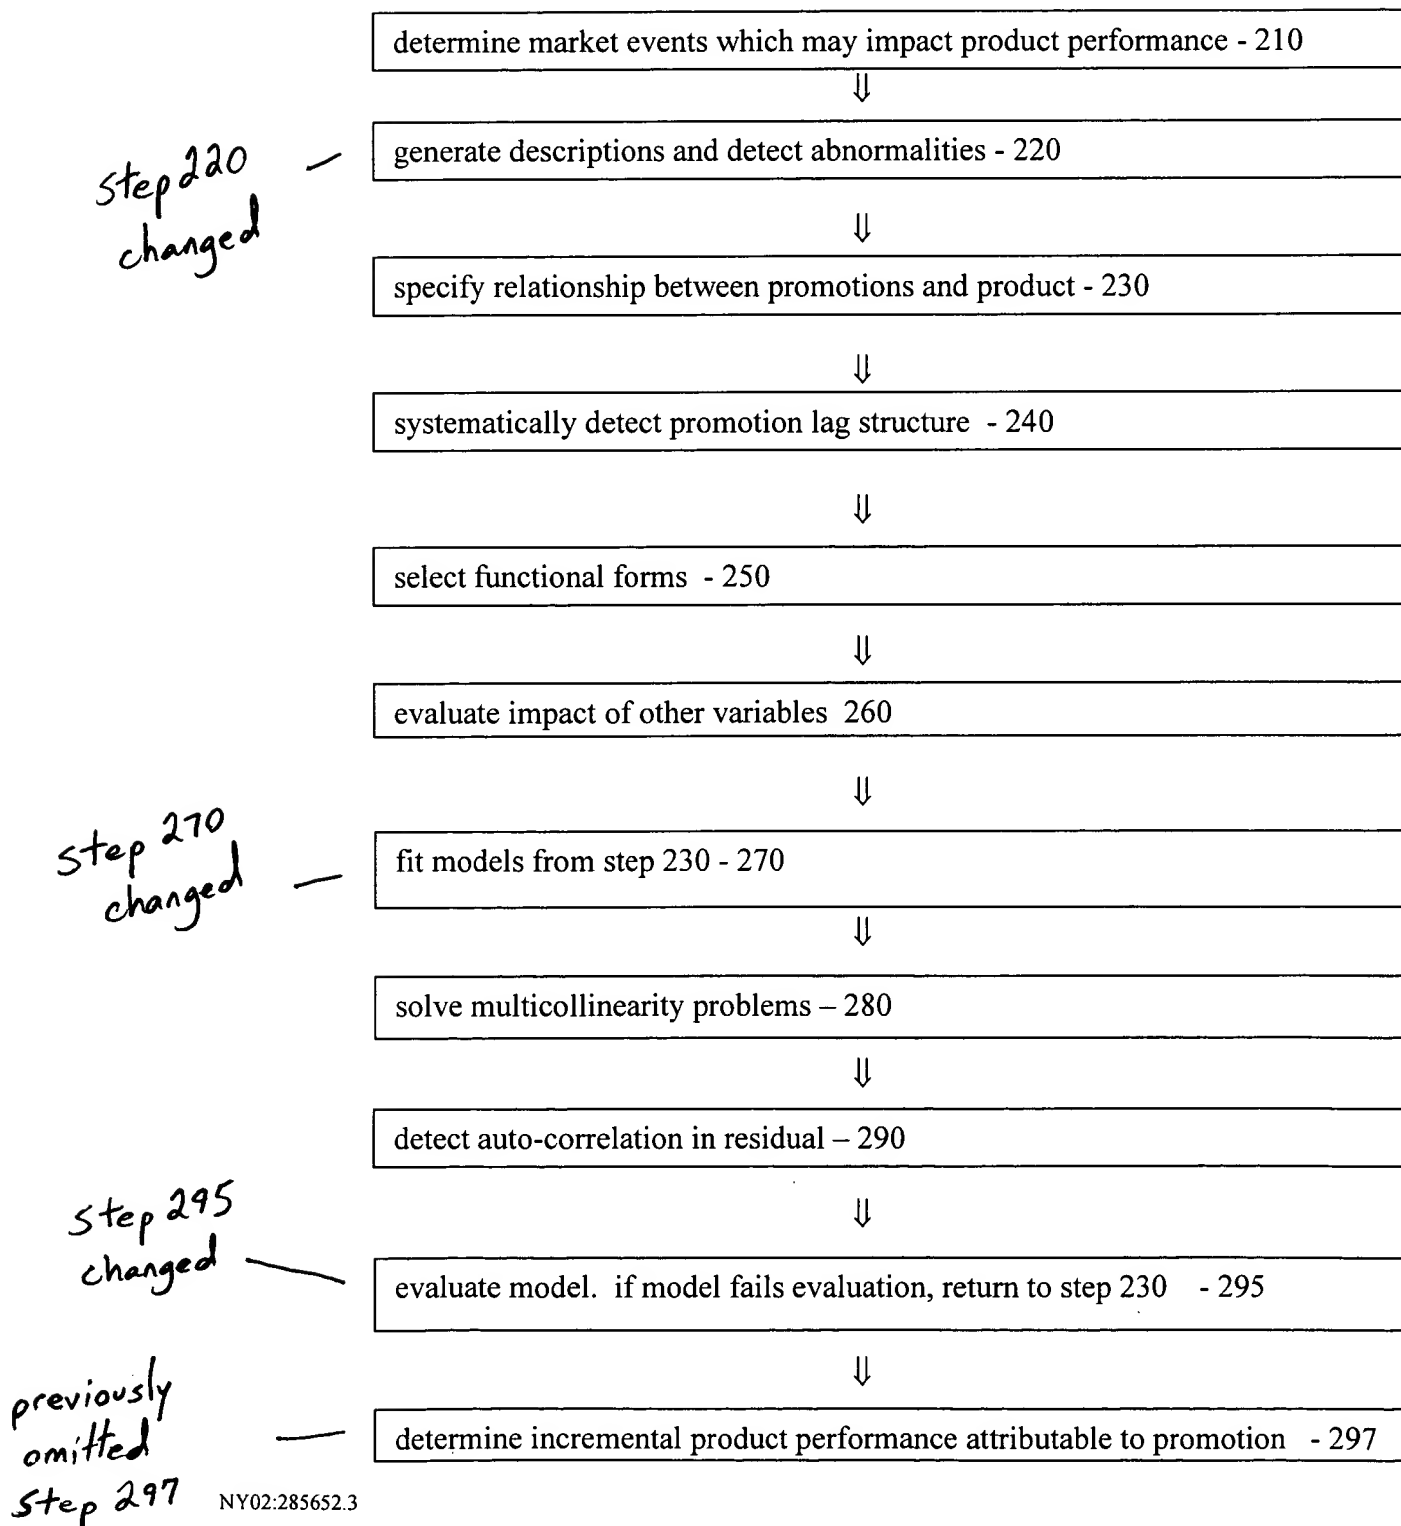 determine market events which may impact product performance - 210
⇓
step 220
changed
generate descriptions and detect abnormalities - 220
⇓
specify relationship between promotions and product - 230
⇓
systematically detect promotion lag structure - 240
⇓
select functional forms - 250
⇓
evaluate impact of other variables 260
⇓
step 270
changed
fit models from step 230 - 270
⇓
solve multicollinearity problems – 280
⇓
detect auto-correlation in residual – 290
⇓
step 295
changed
evaluate model. if model fails evaluation, return to step 230 - 295
⇓
previously
omitted
step 297
determine incremental product performance attributable to promotion - 297
NY02:285652.3